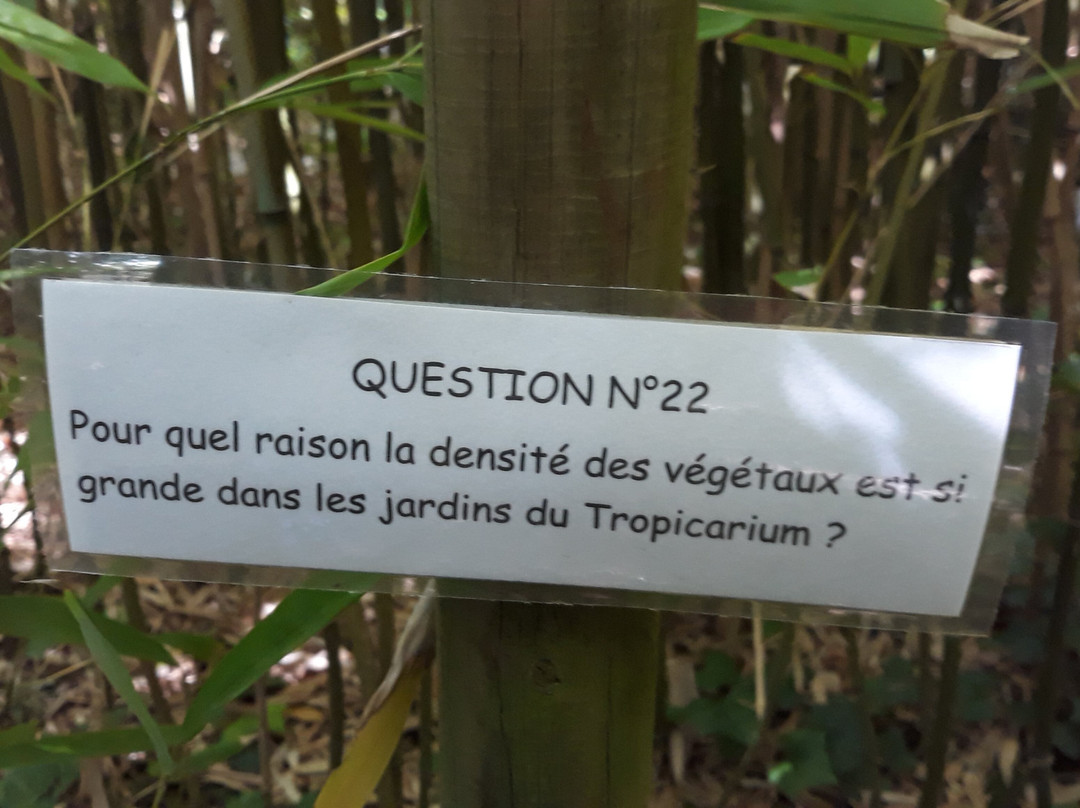 QUESTION N°22
Pour quel raison la densité des végétaux est si
grande dans les jardins du Tropicarium ?